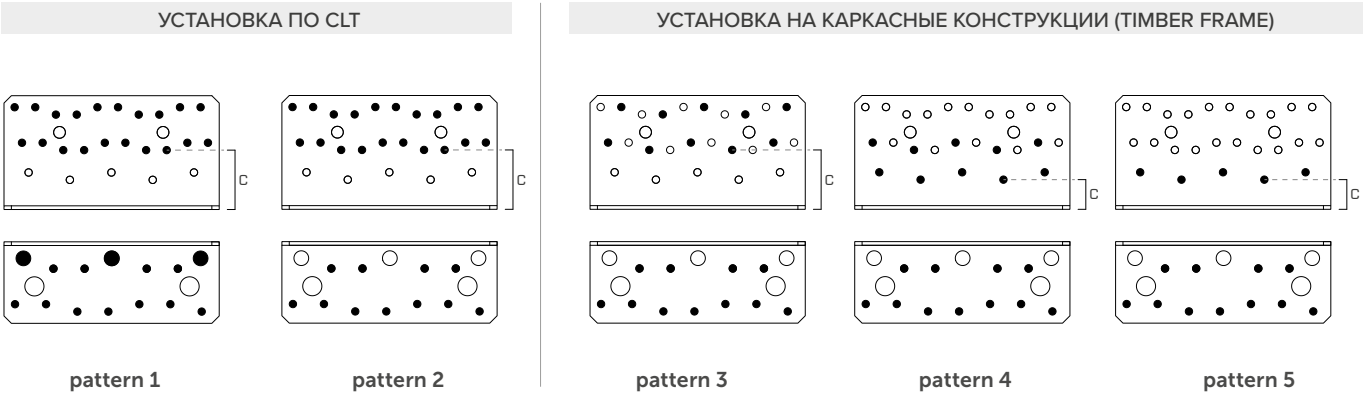 УСТАНОВКА ПО CLT
УСТАНОВКА НА КАРКАСНЫЕ КОНСТРУКЦИИ (TIMBER FRAME)
C
C
C
C
C
pattern 1
pattern 2
pattern 3
pattern 4
pattern 5